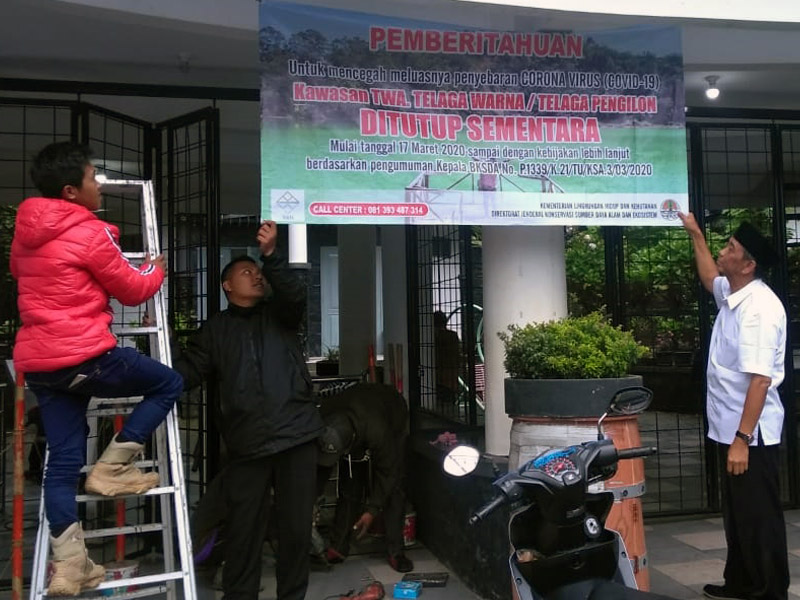 PEMBERITAHUAN
Untuk mencegah meluasnya penyebaran CORONA VIRUS (COVID-19)
Kawasan TWA. TELAGA WARNA / TELAGA PENGILON
DITUTUP SEMENTARA
Mulai tanggal 17 Maret 2020 sampai dengan kebijakan lebih lanjut
berdasarkan pengumuman Kepala BKSDA No. P.1339/K.21/TU/KSA.3/03/2020
CALL CENTER : 081 393 487 314
KEMENTERIAN LINGKUNGAN HIDUP DAN KEHUTANAN
DIREKTORAT JENDERAL KONSERVASI SUMBER DAYA ALAM DAN EKOSISTEM